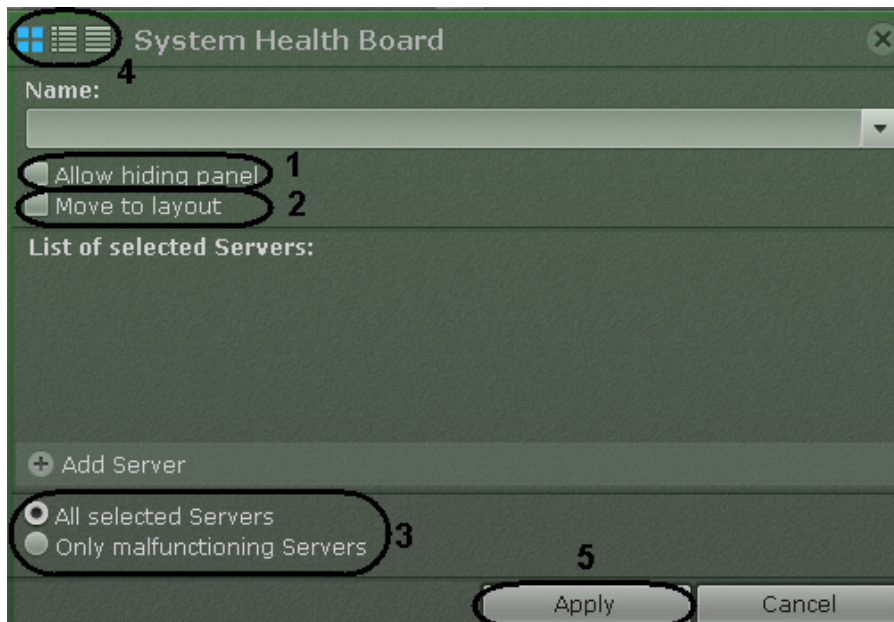 System Health Board
4
Name:
Allow hiding panel 1
Move to layout 2
List of selected Servers:
Add Server
All selected Servers
Only malfunctioning Servers 3
5
Apply Cancel